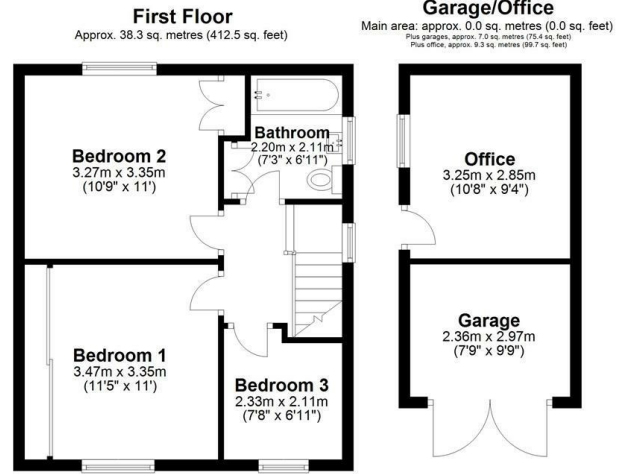 First Floor
Approx. 38.3 sq. metres (412.5 sq. feet)
Bedroom 2
3.27m x 3.35m
(10'9" x 11')
Bathroom
2.20m x 2.11m
(7'3" x 6'11")
Bedroom 1
3.47m x 3.35m
(11'5" x 11')
Bedroom 3
2.33m x 2.11m
(7'8" x 6'11")
Garage/Office
Main area: approx. 0.0 sq. metres (0.0 sq. feet)
Plus garages, approx. 7.0 sq. metres (75.4 sq. feet)
Plus office, approx. 9.3 sq. metres (99.7 sq. feet)
Office
3.25m x 2.85m
(10'8" x 9'4")
Garage
2.36m x 2.97m
(7'9" x 9'9")